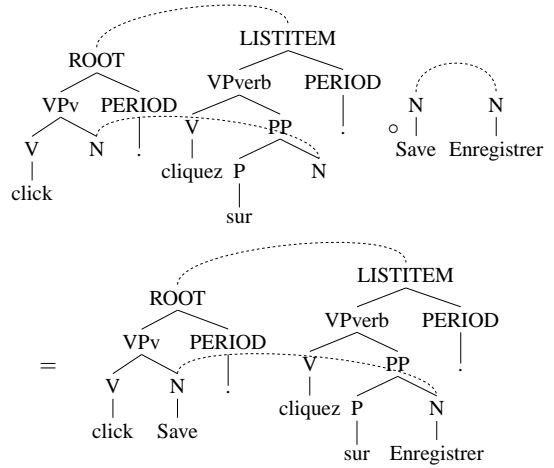 LISTITEM
ROOT
VPverb PERIOD
VPv PERIOD V PP . N N
V N . cliquez P N ∘ Save Enregistrer
click sur
LISTITEM
ROOT
VPverb PERIOD
= VPv PERIOD V PP .
V N . cliquez P N
click Save sur Enregistrer